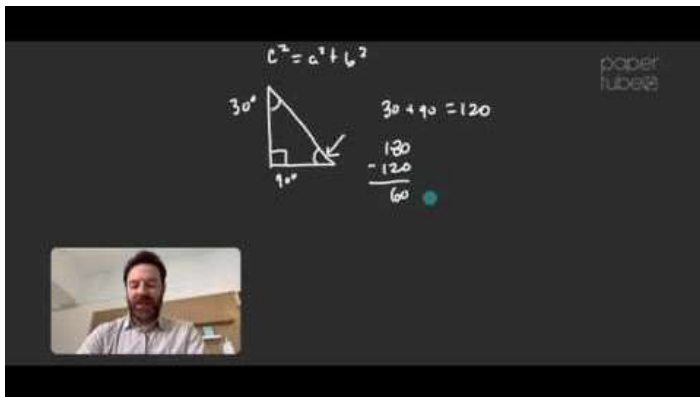 c² = a² + b²
paper
tube
30°
30 + 90 = 120
180
- 120
60
90°